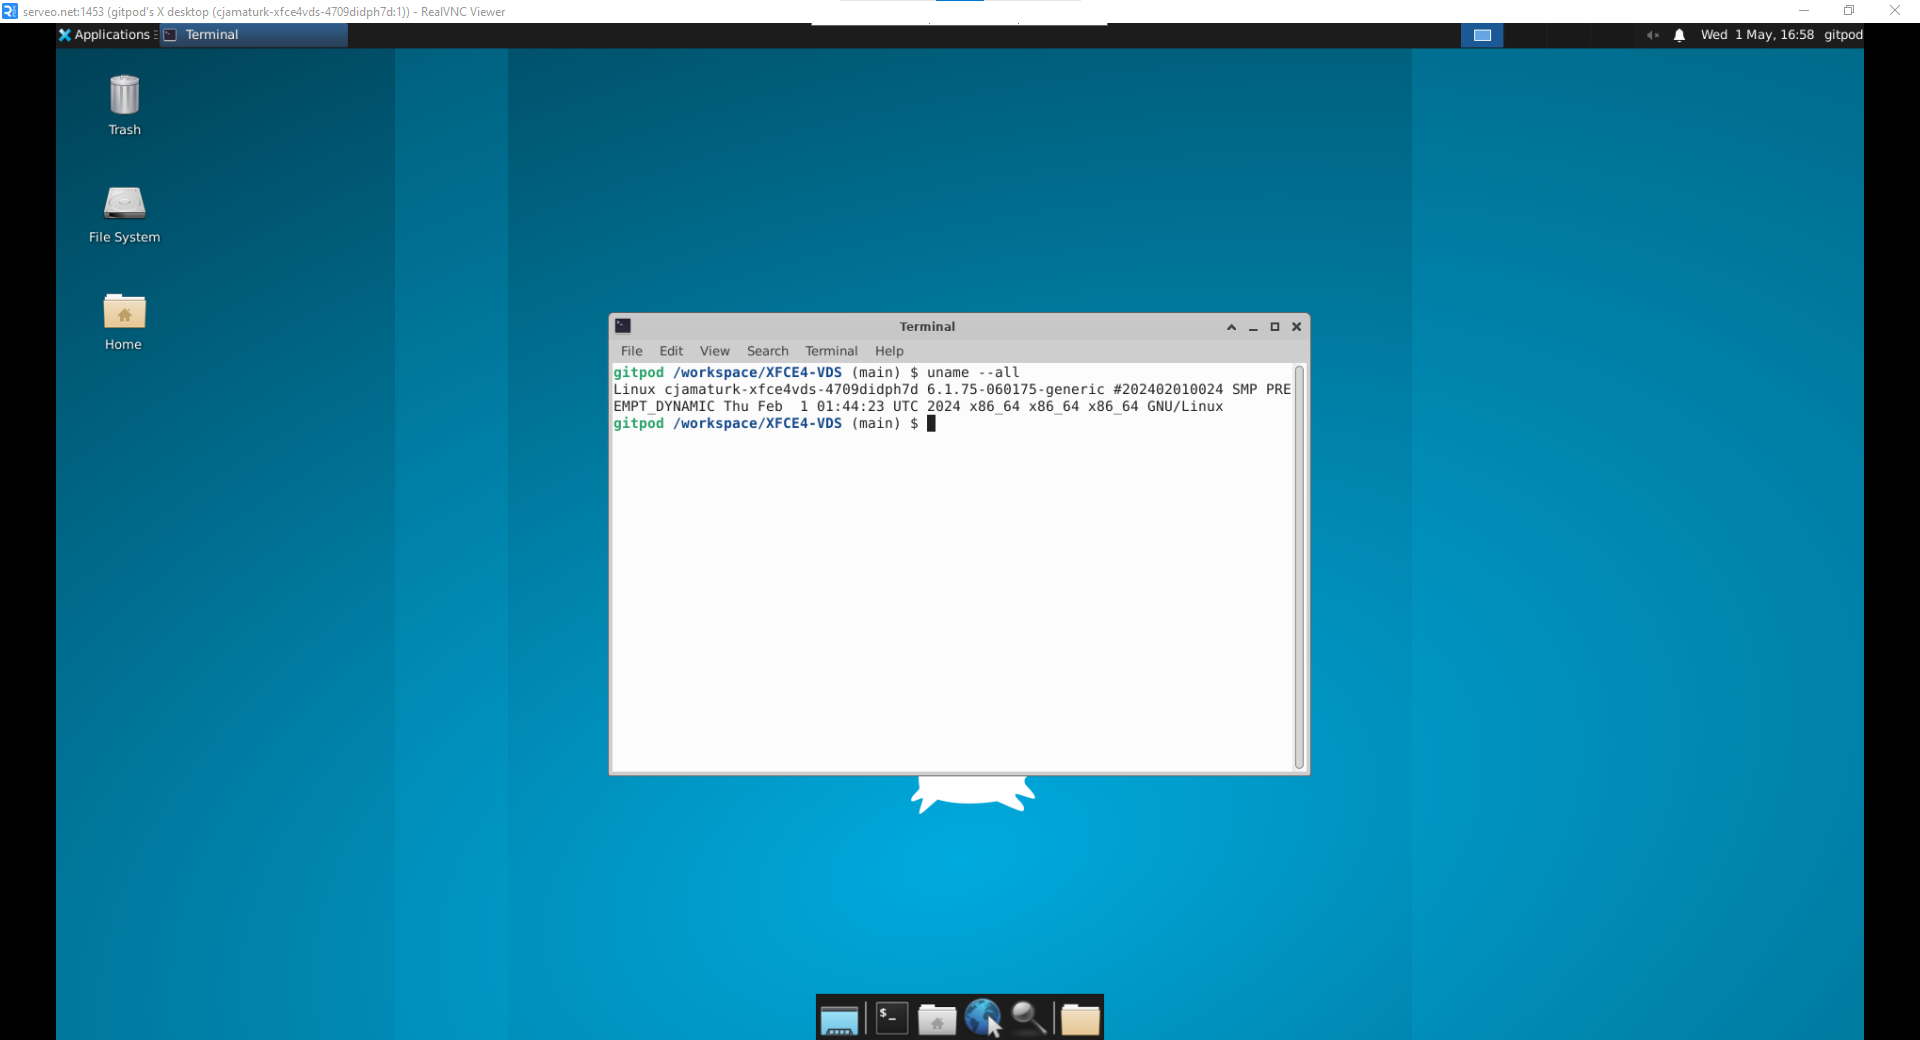 serveo.net:1453 (gitpod's X desktop (cjamaturk-xfce4vds-4709didph7d:1)) - RealVNC Viewer
Applications Terminal Wed 1 May, 16:58 gitpod
Trash
File System
Home
Terminal
File Edit View Search Terminal Help
gitpod /workspace/XFCE4-VDS (main) $ uname --all
Linux cjamaturk-xfce4vds-4709didph7d 6.1.75-060175-generic #202402010024 SMP PRE
EMPT_DYNAMIC Thu Feb  1 01:44:23 UTC 2024 x86_64 x86_64 x86_64 GNU/Linux
gitpod /workspace/XFCE4-VDS (main) $
$_